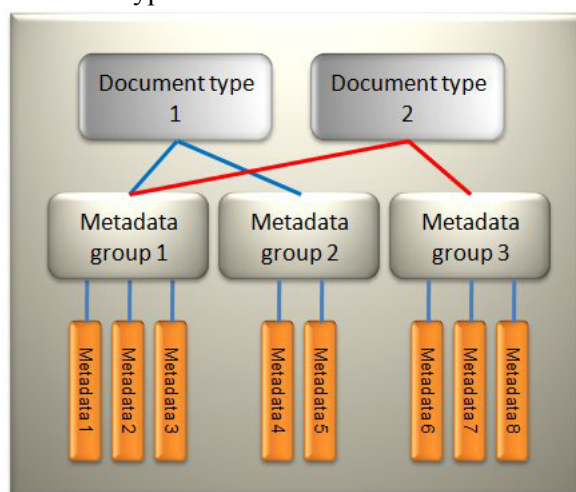 Document type
1
Document type
2
Metadata
group 1
Metadata
group 2
Metadata
group 3
Metadata 1
Metadata 2
Metadata 3
Metadata 4
Metadata 5
Metadata 6
Metadata 7
Metadata 8